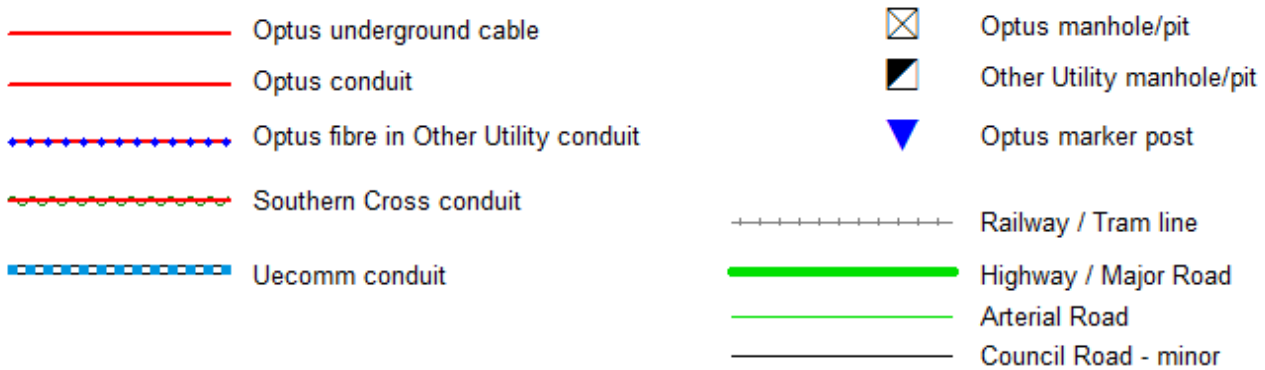 Optus underground cable
Optus conduit
Optus fibre in Other Utility conduit
Southern Cross conduit
Uecomm conduit
Optus manhole/pit
Other Utility manhole/pit
Optus marker post
Railway / Tram line
Highway / Major Road
Arterial Road
Council Road - minor